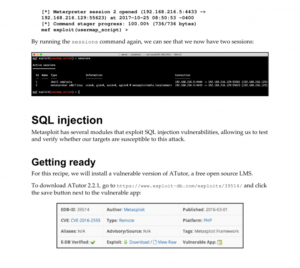 [*] Meterpreter session 2 opened (192.168.216.5:4433 ->
192.168.216.129:55623) at 2017-10-25 08:50:53 -0400
[*] Command stager progress: 100.00% (736/736 bytes)
msf exploit(usermap_script) >
By running the sessions command again, we can see that we now have two sessions:
SQL injection
Metasploit has several modules that exploit SQL injection vulnerabilities, allowing us to test
and verify whether our targets are susceptible to this attack.
Getting ready
For this recipe, we will install a vulnerable version of ATutor, a free open source LMS.
To download ATutor 2.2.1, go to https://www.exploit-db.com/exploits/39514/ and click
the save button next to the vulnerable app:
EDB-ID: 39514 Author: Metasploit Published: 2016-03-01
CVE: CVE-2016-2555 Type: Remote Platform: PHP
Aliases: N/A Advisory/Source: N/A Tags: Metasploit Framework
E-DB Verified: Exploit: Download / View Raw Vulnerable App: